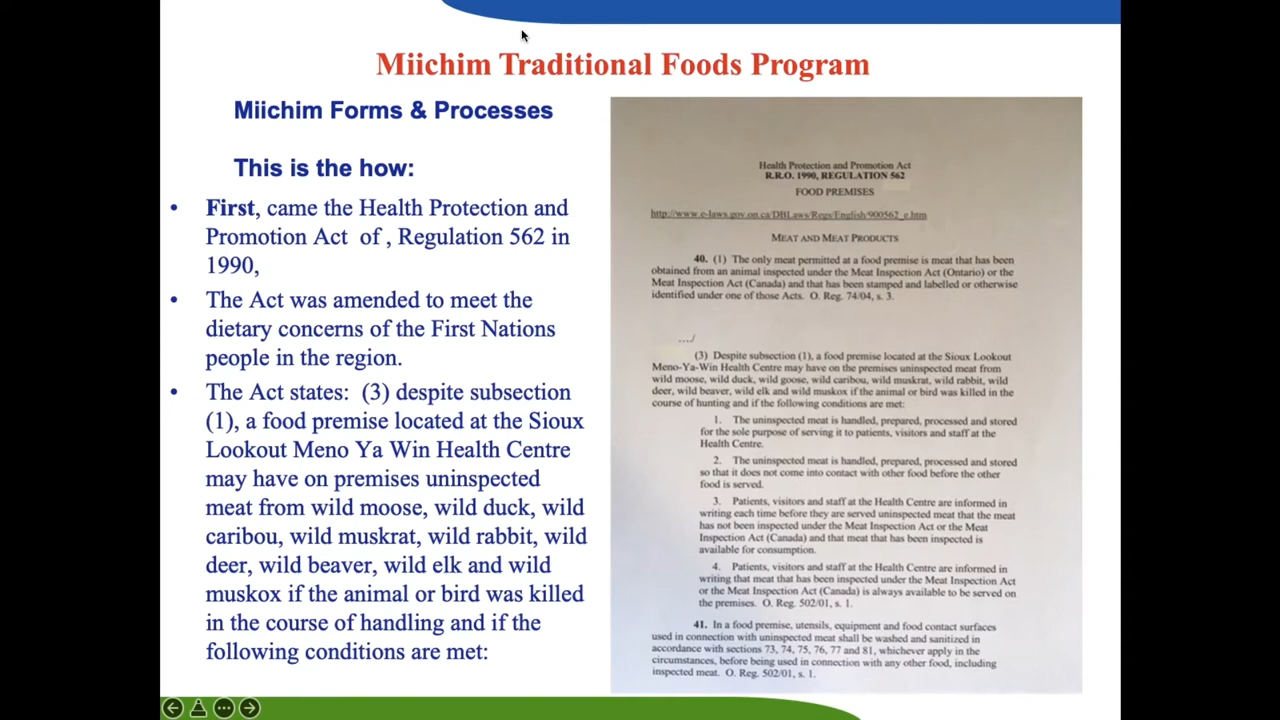 Miichim Traditional Foods Program
Miichim Forms & Processes
This is the how:
• First, came the Health Protection and
Promotion Act of , Regulation 562 in
1990,
• The Act was amended to meet the
dietary concerns of the First Nations
people in the region.
• The Act states: (3) despite subsection
(1), a food premise located at the Sioux
Lookout Meno Ya Win Health Centre
may have on premises uninspected
meat from wild moose, wild duck, wild
caribou, wild muskrat, wild rabbit, wild
deer, wild beaver, wild elk and wild
muskox if the animal or bird was killed
in the course of handling and if the
following conditions are met:
Health Protection and Promotion Act
R.R.O. 1990, REGULATION 562
FOOD PREMISES
http://www.e-laws.gov.on.ca/DBLaws/Regs/English/900562_e.htm
MEAT AND MEAT PRODUCTS
40. (1) The only meat permitted at a food premise is meat that has been
obtained from an animal inspected under the Meat Inspection Act (Ontario) or the
Meat Inspection Act (Canada) and that has been stamped and labelled or otherwise
identified under one of those Acts. O. Reg. 74/04, s. 3.
..../
(3) Despite subsection (1), a food premise located at the Sioux Lookout
Meno-Ya-Win Health Centre may have on the premises uninspected meat from
wild moose, wild duck, wild goose, wild caribou, wild muskrat, wild rabbit, wild
deer, wild beaver, wild elk and wild muskox if the animal or bird was killed in the
course of hunting and if the following conditions are met:
1. The uninspected meat is handled, prepared, processed and stored
for the sole purpose of serving it to patients, visitors and staff at the
Health Centre.
2. The uninspected meat is handled, prepared, processed and stored
so that it does not come into contact with other food before the other
food is served.
3. Patients, visitors and staff at the Health Centre are informed in
writing each time before they are served uninspected meat that the meat
has not been inspected under the Meat Inspection Act or the Meat
Inspection Act (Canada) and that meat that has been inspected is
available for consumption.
4. Patients, visitors and staff at the Health Centre are informed in
writing that meat that has been inspected under the Meat Inspection Act
or the Meat Inspection Act (Canada) is always available to be served on
the premises. O. Reg. 502/01, s. 1.
41. In a food premise, utensils, equipment and food contact surfaces
used in connection with uninspected meat shall be washed and sanitized in
accordance with sections 73, 74, 75, 76, 77 and 81, whichever apply in the
circumstances, before being used in connection with any other food, including
inspected meat. O. Reg. 502/01, s. 1.